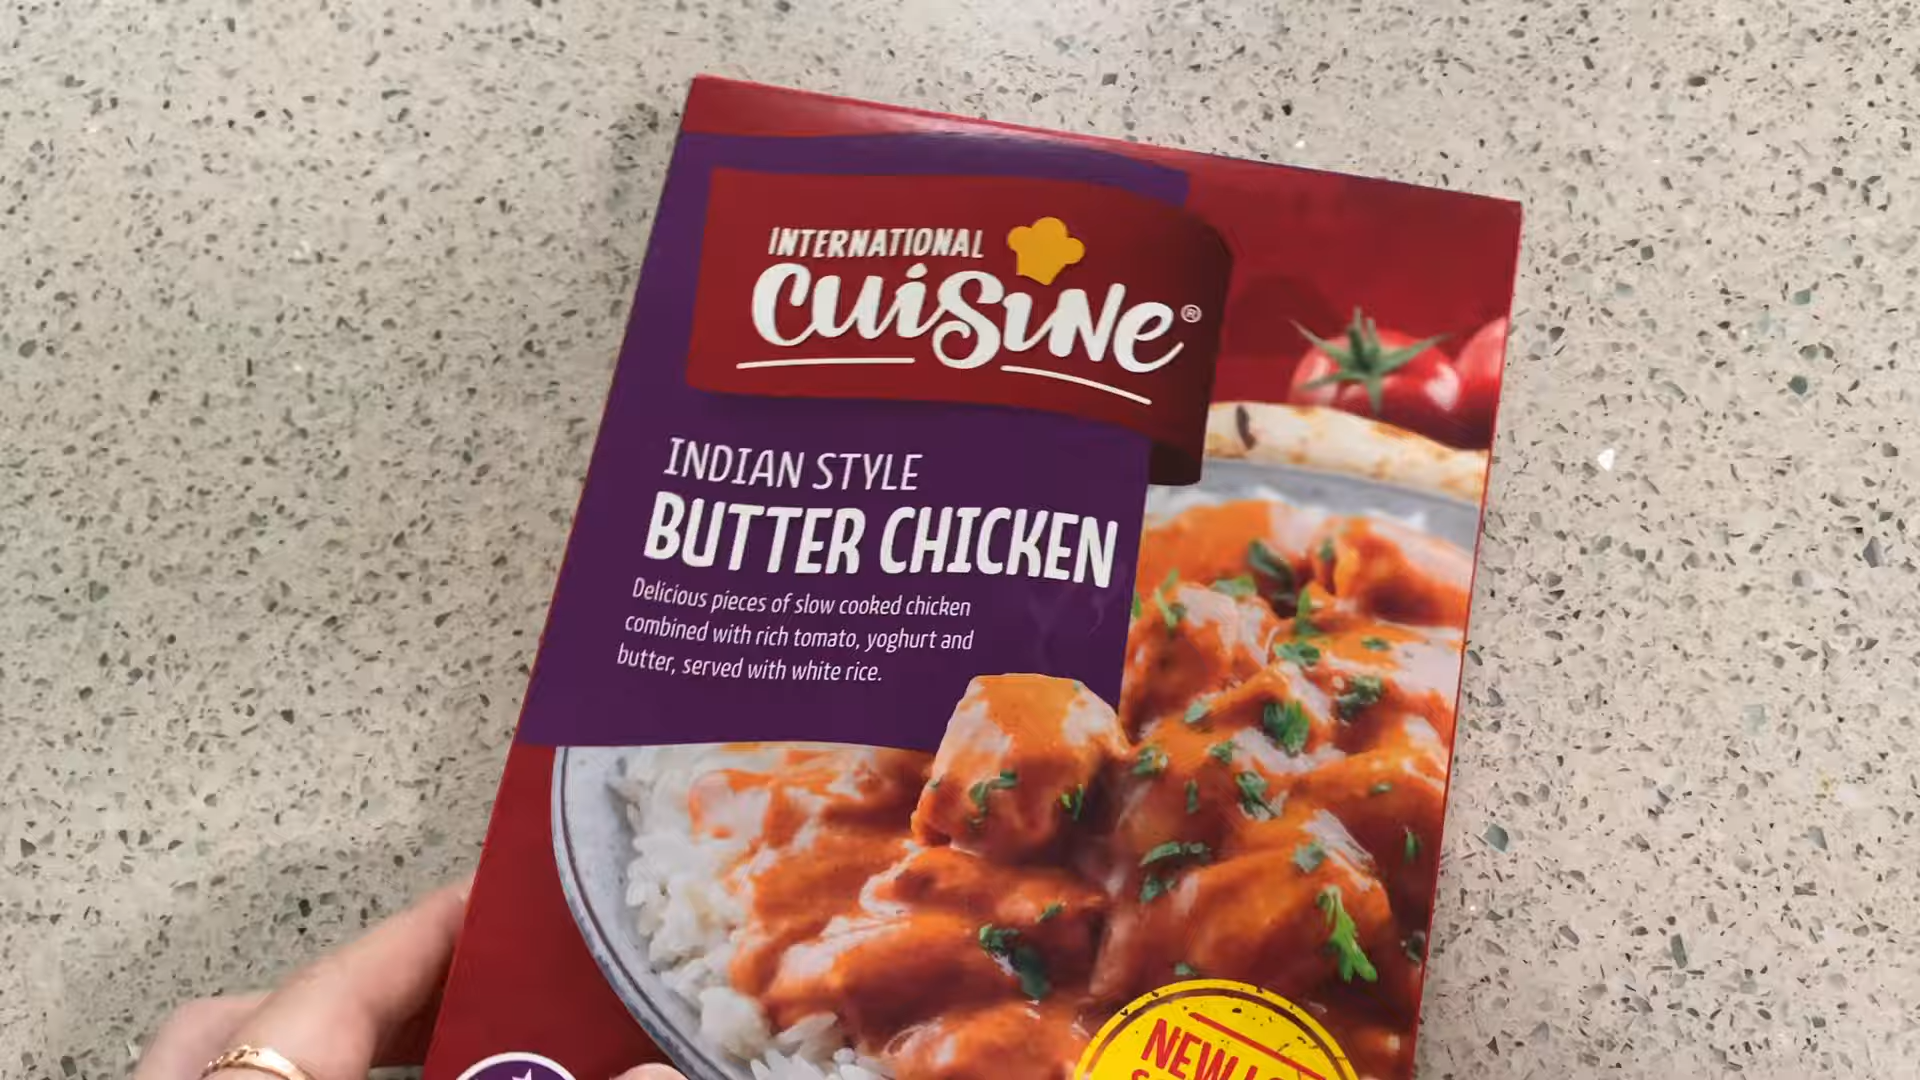 INTERNATIONAL
CUISINE®
INDIAN STYLE
BUTTER CHICKEN
Delicious pieces of slow cooked chicken
combined with rich tomato, yoghurt and
butter, served with white rice.
NEW